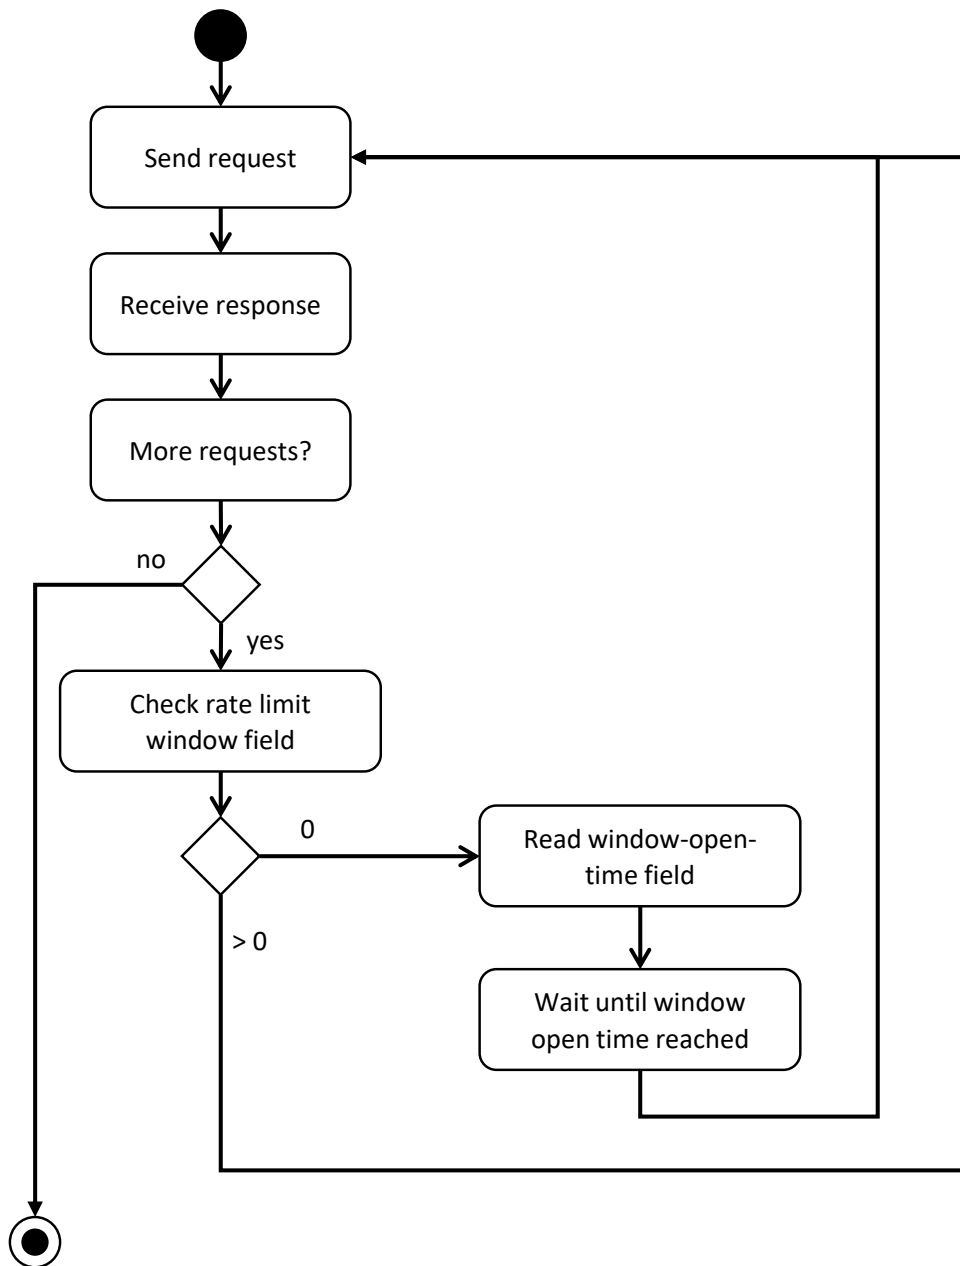 Send request
Receive response
More requests?
no
yes
Check rate limit
window field
0
Read window-open-
time field
> 0
Wait until window
open time reached